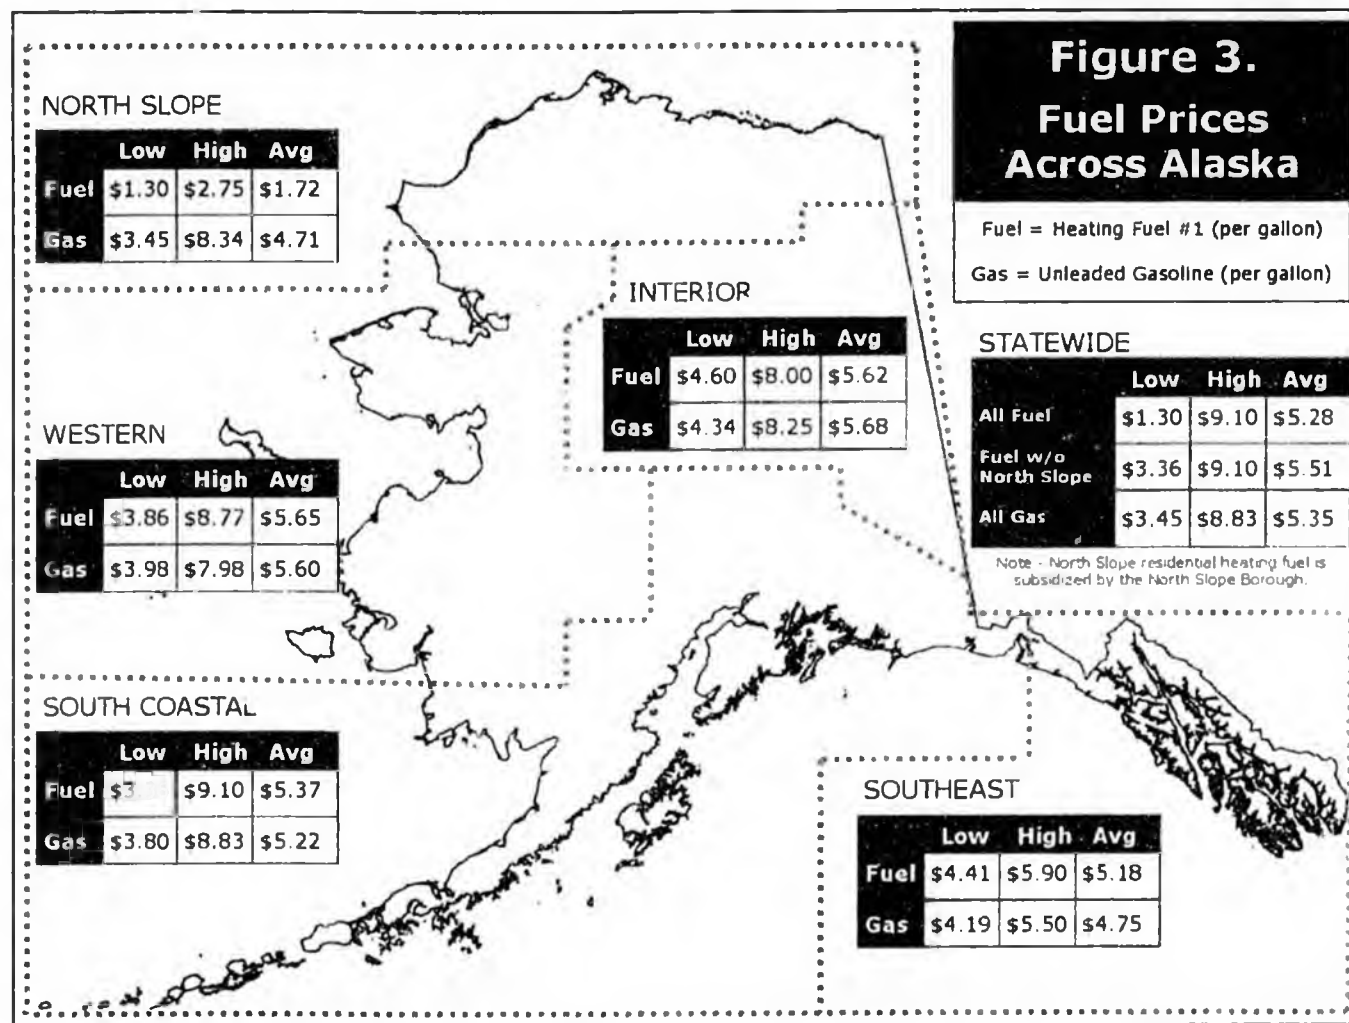 Figure 3.
Fuel Prices
Across Alaska
Fuel = Heating Fuel #1 (per gallon)
Gas = Unleaded Gasoline (per gallon)
NORTH SLOPE
Low High Avg
Fuel $1.30 $2.75 $1.72
Gas $3.45 $8.34 $4.71
INTERIOR
Low High Avg
Fuel $4.60 $8.00 $5.62
Gas $4.34 $8.25 $5.68
STATEWIDE
Low High Avg
All Fuel $1.30 $9.10 $5.28
Fuel w/o
North Slope $3.36 $9.10 $5.51
All Gas $3.45 $8.83 $5.35
Note - North Slope residential heating fuel is
subsidized by the North Slope Borough.
WESTERN
Low High Avg
Fuel $3.86 $8.77 $5.65
Gas $3.98 $7.98 $5.60
SOUTH COASTAL
Low High Avg
Fuel $9.10 $5.37
Gas $3.80 $8.83 $5.22
SOUTHEAST
Low High Avg
Fuel $4.41 $5.90 $5.18
Gas $4.19 $5.50 $4.75